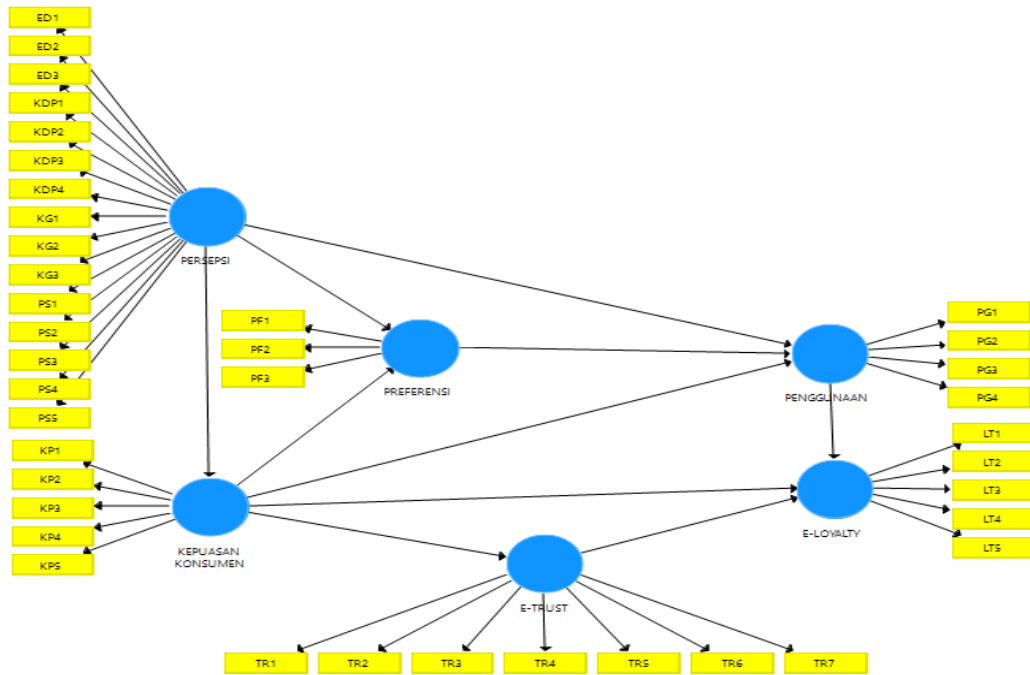 ED1
ED2
ED3
KDP1
KDP2
KDP3
KDP4
KG1
KG2
KG3
PS1
PS2
PS3
PS4
PS5
PERSEPSI
PF1
PF2
PF3
PREFERENSI
PG1
PG2
PG3
PG4
PENGGUNAAN
KP1
KP2
KP3
KP4
KP5
KEPUASAN
KONSUMEN
LT1
LT2
LT3
LT4
LT5
E-LOYALTY
E-TRUST
TR1
TR2
TR3
TR4
TR5
TR6
TR7